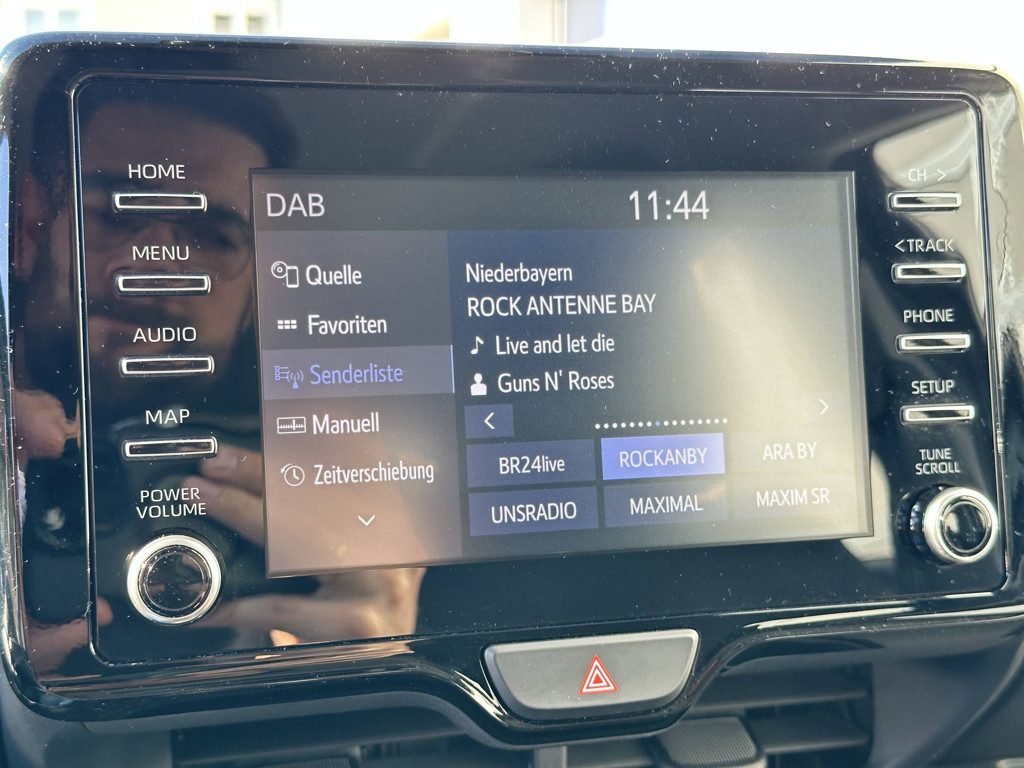 HOME
MENU
AUDIO
MAP
POWER
VOLUME
DAB
11:44
Quelle
Favoriten
Senderliste
Manuell
Zeitverschiebung
Niederbayern
ROCK ANTENNE BAY
Live and let die
Guns N' Roses
BR24live ROCKANBY ARA BY
UNSRADIO MAXIMAL MAXIM SR
CH >
< TRACK
PHONE
SETUP
TUNE
SCROLL